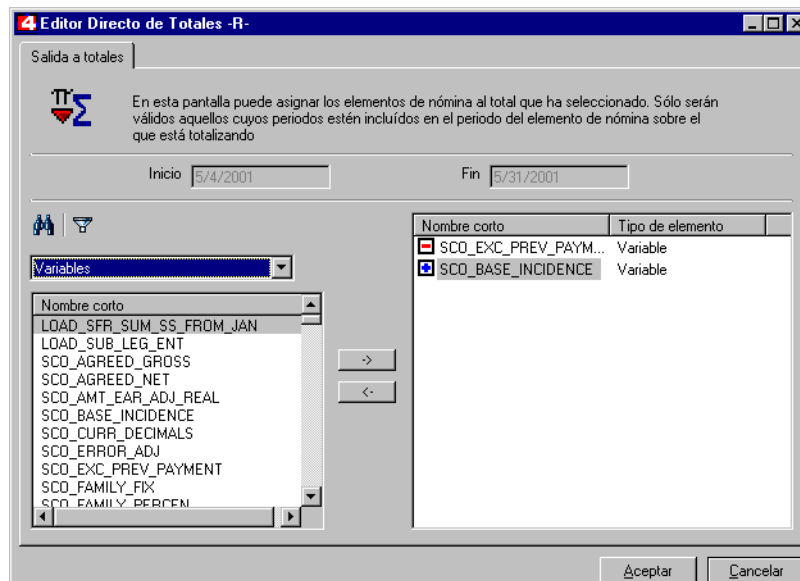 4 Editor Directo de Totales -R-
Salida a totales
En esta pantalla puede asignar los elementos de nómina al total que ha seleccionado. Sólo serán
válidos aquellos cuyos periodos estén incluídos en el periodo del elemento de nómina sobre el
que está totalizando
Inicio 5/4/2001 Fin 5/31/2001
Variables
Nombre corto
LOAD_SFR_SUM_SS_FROM_JAN
LOAD_SUB_LEG_ENT
SCO_AGREED_GROSS
SCO_AGREED_NET
SCO_AMT_EAR_ADJ_REAL
SCO_BASE_INCIDENCE
SCO_CURR_DECIMALS
SCO_ERROR_ADJ
SCO_EXC_PREV_PAYMENT
SCO_FAMILY_FIX
SCO_FAMILY_PERCEN
->
<-
Nombre corto Tipo de elemento
SCO_EXC_PREV_PAYM... Variable
SCO_BASE_INCIDENCE Variable
Aceptar Cancelar